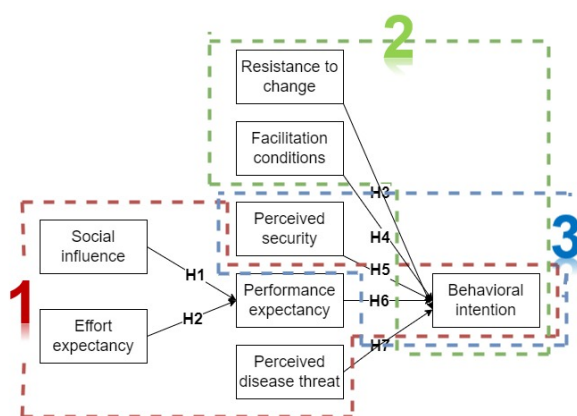 2
Resistance to
change
Facilitation
conditions
H3
Perceived
security
H4
3
Social
influence
H5
H1
1
Performance
expectancy
H6
Behavioral
intention
H2
Effort
expectancy
Perceived
disease threat
H7